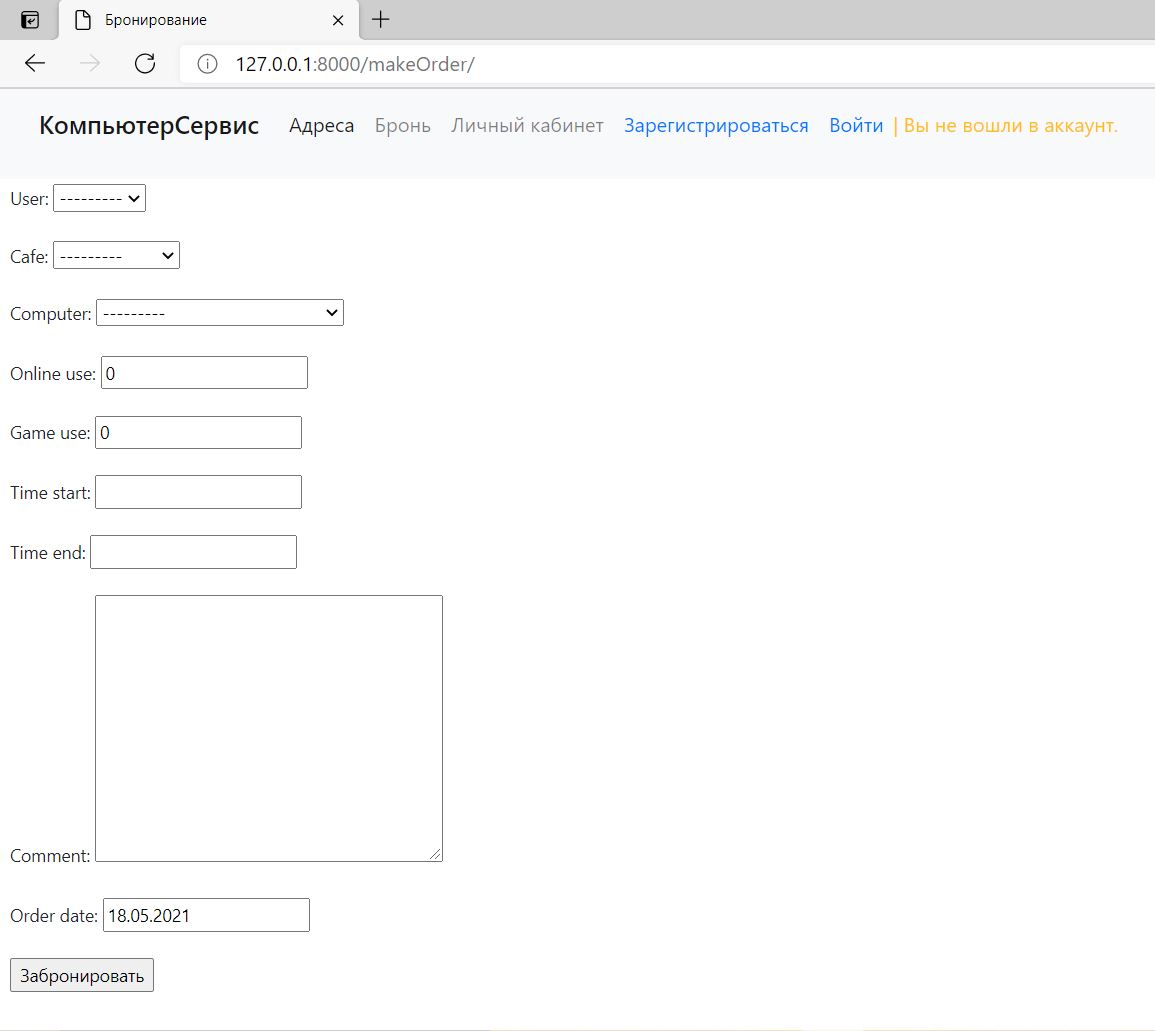 Бронирование
127.0.0.1:8000/makeOrder/
КомпьютерСервис Адреса Бронь Личный кабинет Зарегистрироваться Войти | Вы не вошли в аккаунт.
User: ---------
Cafe: ---------
Computer: ---------
Online use: 0
Game use: 0
Time start:
Time end:
Comment:
Order date: 18.05.2021
Забронировать